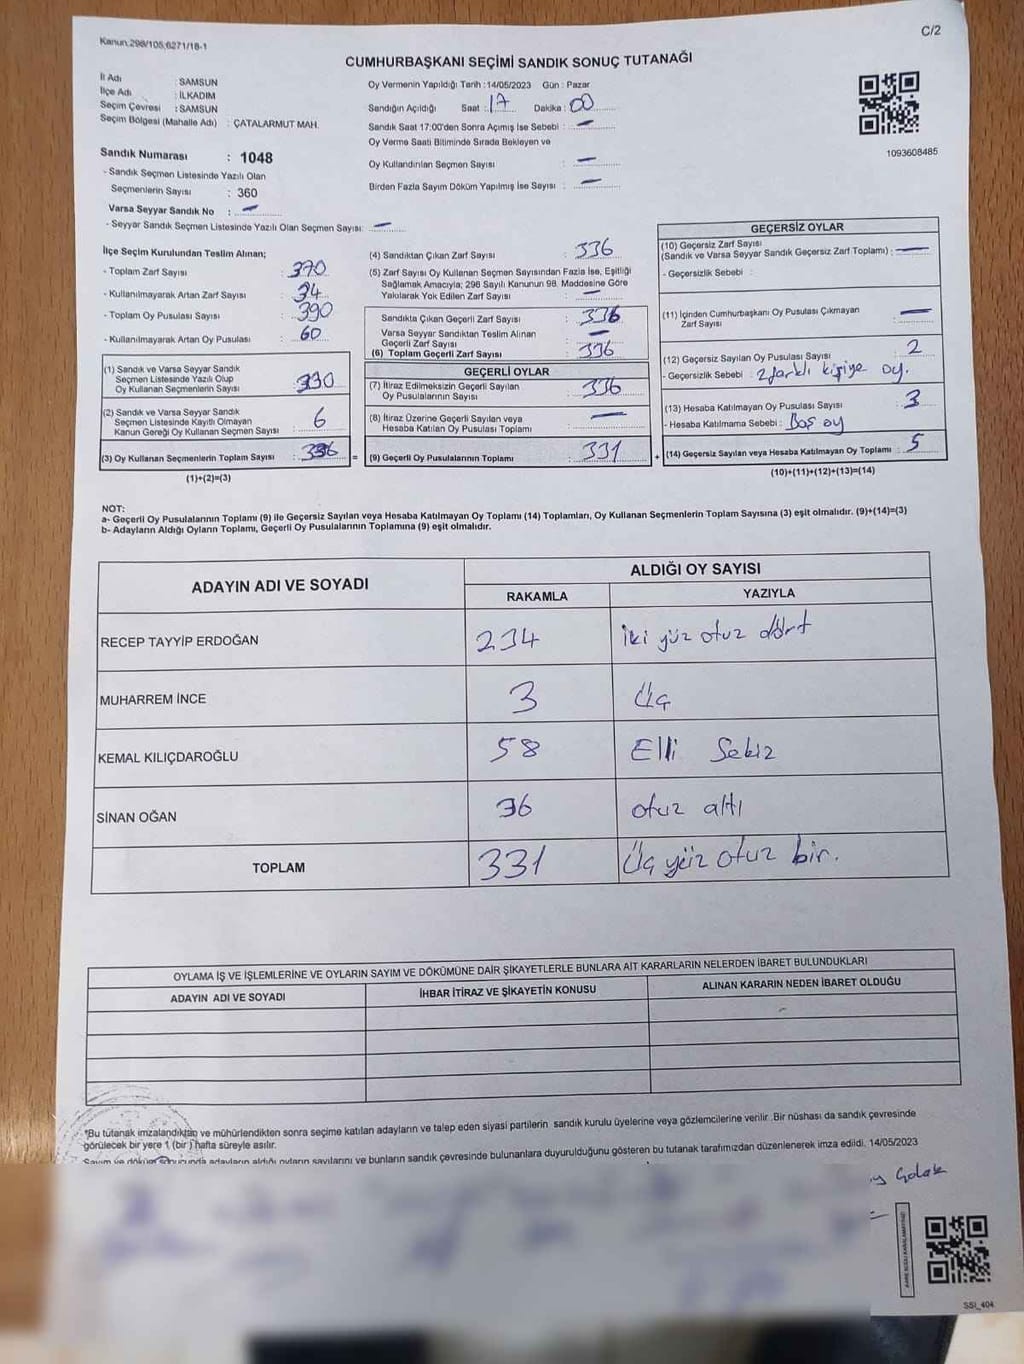 Kanun.298/105,6271/18-1
C/2
CUMHURBAŞKANI SEÇİMİ SANDIK SONUÇ TUTANAĞI
İl Adı : SAMSUN
İlçe Adı : İLKADIM
Seçim Çevresi : SAMSUN
Seçim Bölgesi (Mahalle Adı) : ÇATALARMUT MAH.
Sandık Numarası : 1048
- Sandık Seçmen Listesinde Yazılı Olan
Seçmenlerin Sayısı : 360
Varsa Seyyar Sandık No : -
- Seyyar Sandık Seçmen Listesinde Yazılı Olan Seçmen Sayısı: -
Oy Vermenin Yapıldığı Tarih :14/05/2023 Gün : Pazar
Sandığın Açıldığı Saat : 17 Dakika : 00
Sandık Saat 17:00'den Sonra Açımış İse Sebebi : -
Oy Verme Saati Bitiminde Sırada Bekleyen ve
Oy Kullandırılan Seçmen Sayısı : -
Birden Fazla Sayım Döküm Yapılmış İse Sayısı : -
1093608485
İlçe Seçim Kurulundan Teslim Alınan;
- Toplam Zarf Sayısı : 370
- Kullanılmayarak Artan Zarf Sayısı : 34
- Toplam Oy Pusulası Sayısı : 390
- Kullanılmayarak Artan Oy Pusulası : 60
(1) Sandık ve Varsa Seyyar Sandık
Seçmen Listesinde Yazılı Olup
Oy Kullanan Seçmenlerin Sayısı : 330
(2) Sandık ve Varsa Seyyar Sandık
Seçmen Listesinde Kayıtlı Olmayan
Kanun Gereği Oy Kullanan Seçmen Sayısı : 6
(3) Oy Kullanan Seçmenlerin Toplam Sayısı : 336 =
(1)+(2)=(3)
(4) Sandıktan Çıkan Zarf Sayısı : 336
(5) Zarf Sayısı Oy Kullanan Seçmen Sayısından Fazla İse, Eşitliği
Sağlamak Amacıyla; 298 Sayılı Kanunun 98. Maddesine Göre
Yakılarak Yok Edilen Zarf Sayısı : -
Sandıkta Çıkan Geçerli Zarf Sayısı : 336
Varsa Seyyar Sandıktan Teslim Alınan
Geçerli Zarf Sayısı : -
(6) Toplam Geçerli Zarf Sayısı : 336
GEÇERLİ OYLAR
(7) İtiraz Edilmeksizin Geçerli Sayılan
Oy Pusulalarının Sayısı : 336
(8) İtiraz Üzerine Geçerli Sayılan veya
Hesaba Katılan Oy Pusulası Toplamı : -
(9) Geçerli Oy Pusulalarının Toplamı : 331 +
GEÇERSİZ OYLAR
(10) Geçersiz Zarf Sayısı
(Sandık ve Varsa Seyyar Sandık Geçersiz Zarf Toplamı) : -
- Geçersizlik Sebebi :
(11) İçinden Cumhurbaşkanı Oy Pusulası Çıkmayan
Zarf Sayısı : -
(12) Geçersiz Sayılan Oy Pusulası Sayısı : 2
- Geçersizlik Sebebi : 2 farklı kişiye oy.
(13) Hesaba Katılmayan Oy Pusulası Sayısı : 3
- Hesaba Katılmama Sebebi : Boş oy
(14) Geçersiz Sayılan veya Hesaba Katılmayan Oy Toplamı : 5
(10)+(11)+(12)+(13)=(14)
NOT:
a- Geçerli Oy Pusulalarının Toplamı (9) ile Geçersiz Sayılan veya Hesaba Katılmayan Oy Toplamı (14) Toplamları, Oy Kullanan Seçmenlerin Toplam Sayısına (3) eşit olmalıdır. (9)+(14)=(3)
b- Adayların Aldığı Oyların Toplamı, Geçerli Oy Pusulalarının Toplamına (9) eşit olmalıdır.
ADAYIN ADI VE SOYADI ALDIĞI OY SAYISI
RAKAMLA YAZIYLA
RECEP TAYYİP ERDOĞAN 234 iki yüz otuz dört
MUHARREM İNCE 3 Üç
KEMAL KILIÇDAROĞLU 58 Elli Sekiz
SİNAN OĞAN 36 otuz altı
TOPLAM 331 Üç yüz otuz bir.
OYLAMA İŞ VE İŞLEMLERİNE VE OYLARIN SAYIM VE DÖKÜMÜNE DAİR ŞİKAYETLERLE BUNLARA AİT KARARLARIN NELERDEN İBARET BULUNDUKLARI
ADAYIN ADI VE SOYADI İHBAR İTİRAZ VE ŞİKAYETİN KONUSU ALINAN KARARIN NEDEN İBARET OLDUĞU
*Bu tutanak imzalandıktan ve mühürlendikten sonra seçime katılan adayların ve talep eden siyasi partilerin sandık kurulu üyelerine veya gözlemcilerine verilir. Bir nüshası da sandık çevresinde
görülecek bir yere 1 (bir) hafta süreyle asılır.
Sayım ve döküm sonucunda adayların aldığı oyların sayılarını ve bunların sandık çevresinde bulunanlara duyurulduğunu gösteren bu tutanak tarafımızdan düzenlenerek imza edildi. 14/05/2023
SSI_404